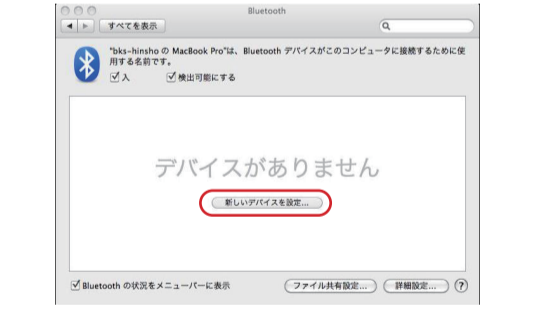 Bluetooth
すべてを表示
"bks-hinsho の MacBook Pro"は、Bluetooth デバイスがこのコンピュータに接続するために使
用する名前です。
入 検出可能にする
デバイスがありません
新しいデバイスを設定...
Bluetooth の状況をメニューバーに表示 ファイル共有設定... 詳細設定... ?